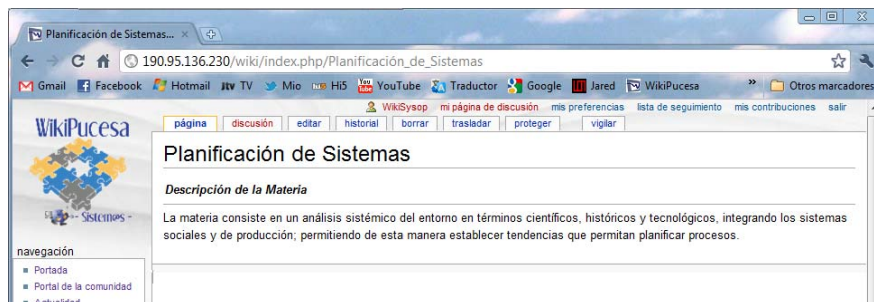 Planificación de Sistemas... ×
190.95.136.230/wiki/index.php/Planificación_de_Sistemas
Gmail Facebook Hotmail JTV TV Mio Hi5 YouTube Traductor Google Jared WikiPucesa » Otros marcadores
WikiSysop mi página de discusión mis preferencias lista de seguimiento mis contribuciones salir
página discusión editar historial borrar trasladar proteger vigilar
WikiPucesa
- Sistem@s -
Planificación de Sistemas
Descripción de la Materia
La materia consiste en un análisis sistémico del entorno en términos científicos, históricos y tecnológicos, integrando los sistemas
sociales y de producción; permitiendo de esta manera establecer tendencias que permitan planificar procesos.
navegación
Portada
Portal de la comunidad
Actualidad